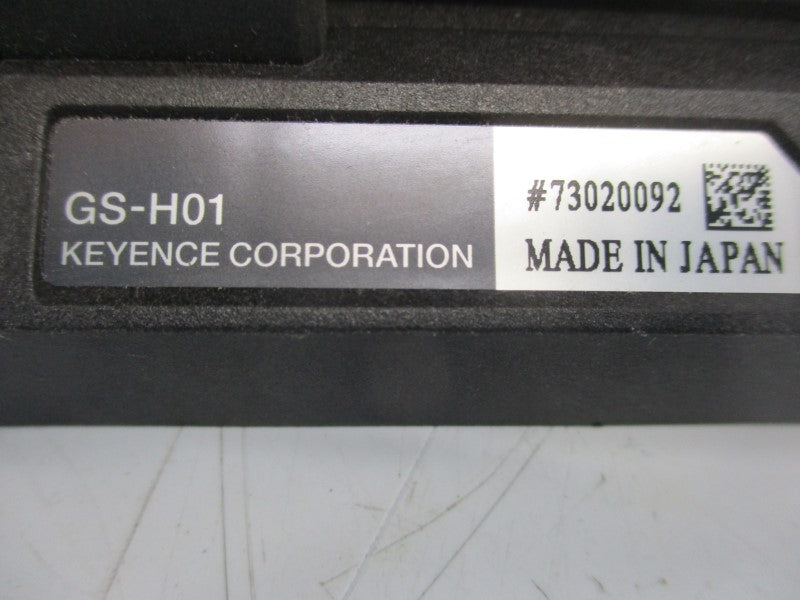 GS-H01
KEYENCE CORPORATION
#73020092
MADE IN JAPAN